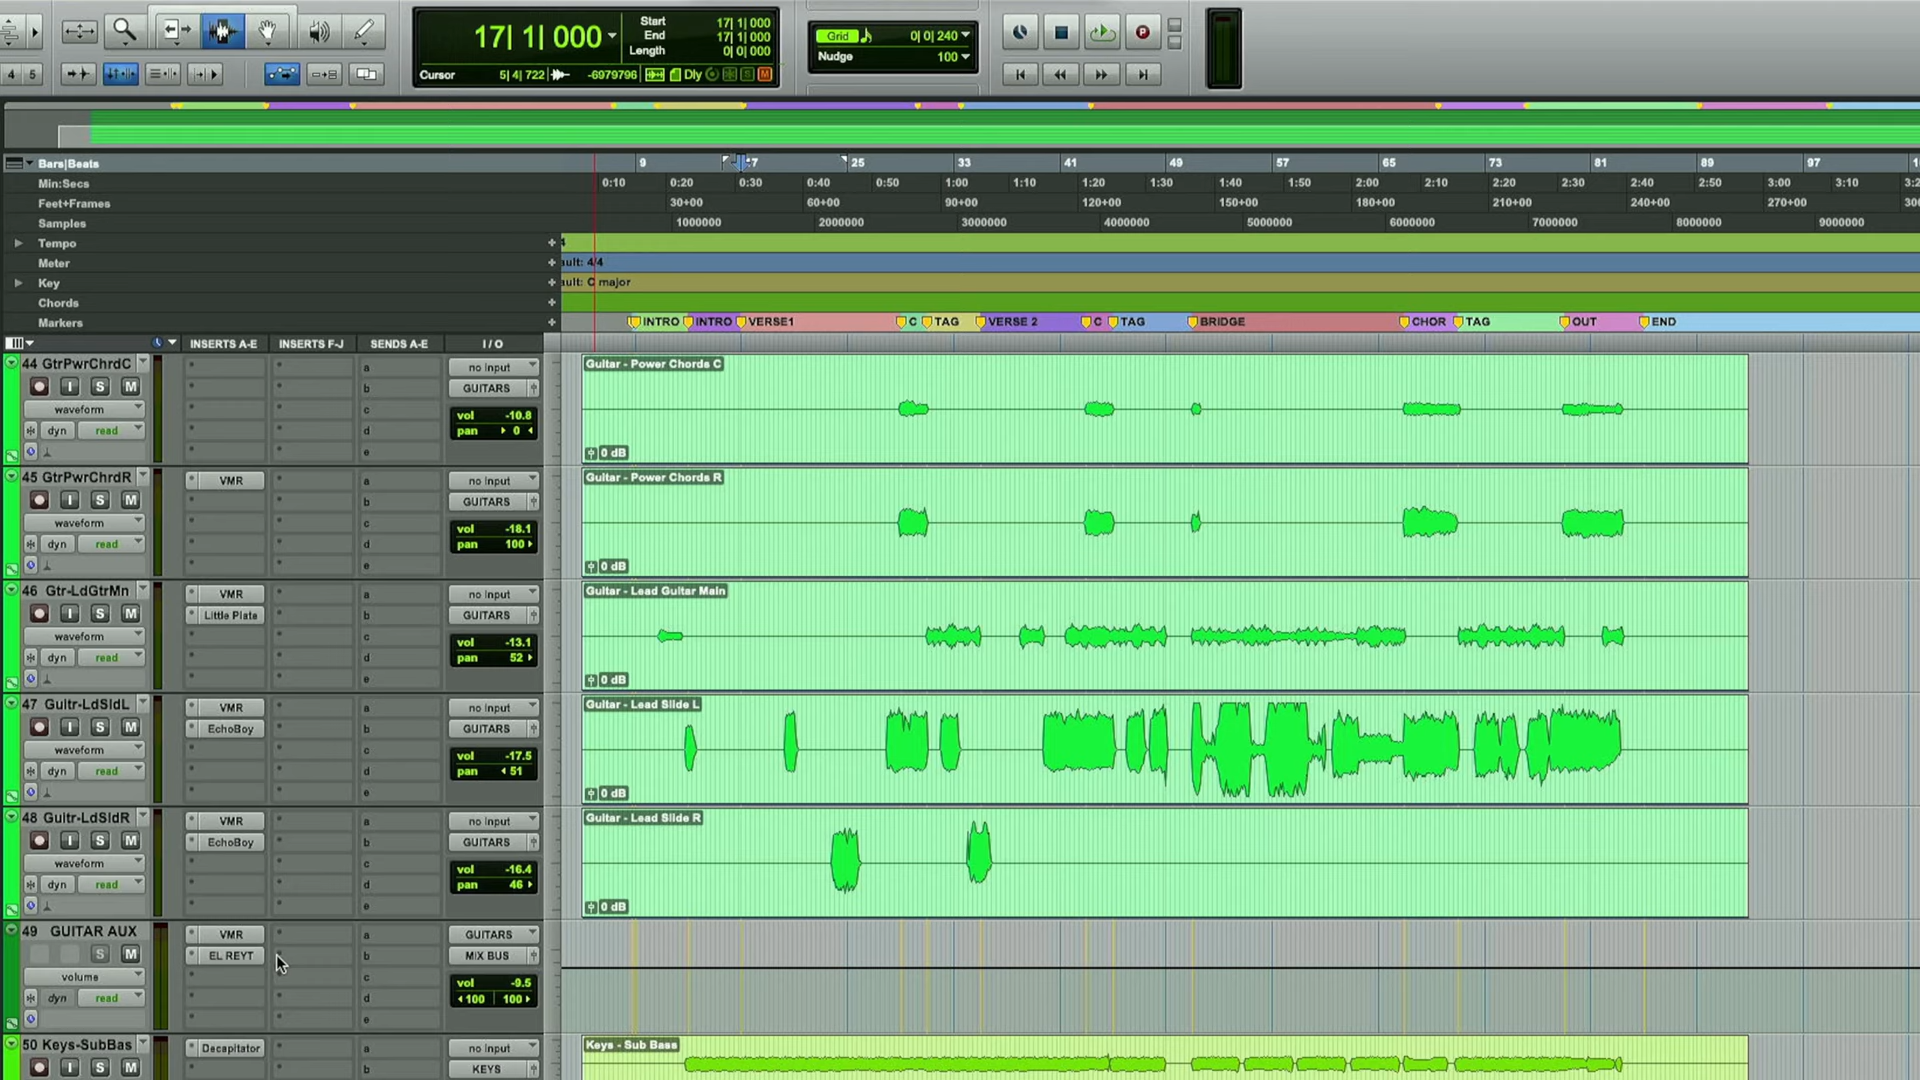 4 5
17| 1| 000
Start 17| 1| 000
End 17| 1| 000
Length 0| 0| 000
Cursor 5| 4| 722 -6979796 Dly S M
Grid 0| 0| 240
Nudge 100
P
Bars|Beats 9 25 33 41 49 57 65 73 81 89 97
Min:Secs 0:10 0:20 0:30 0:40 0:50 1:00 1:10 1:20 1:30 1:40 1:50 2:00 2:10 2:20 2:30 2:40 2:50 3:00 3:10
Feet+Frames 30+00 60+00 90+00 120+00 150+00 180+00 210+00 240+00 270+00
Samples 1000000 2000000 3000000 4000000 5000000 6000000 7000000 8000000 9000000
Tempo
Meter ault: 4/4
Key ault: C major
Chords
Markers INTRO INTRO VERSE1 C TAG VERSE 2 C TAG BRIDGE CHOR TAG OUT END
INSERTS A-E INSERTS F-J SENDS A-E I / O
44 GtrPwrChrdC a no Input Guitar - Power Chords C
I S M b GUITARS
waveform c vol -10.8
dyn read d pan 0
e 0 dB
45 GtrPwrChrdR VMR a no Input Guitar - Power Chords R
I S M b GUITARS
waveform c vol -18.1
dyn read d pan 100
e 0 dB
46 Gtr-LdGtrMn VMR a no Input Guitar - Lead Guitar Main
I S M Little Plate b GUITARS
waveform c vol -13.1
dyn read d pan 52
e 0 dB
47 Guitr-LdSldL VMR a no Input Guitar - Lead Slide L
I S M EchoBoy b GUITARS
waveform c vol -17.5
dyn read d pan 51
e 0 dB
48 Guitr-LdSldR VMR a no Input Guitar - Lead Slide R
I S M EchoBoy b GUITARS
waveform c vol -16.4
dyn read d pan 46
e 0 dB
49 GUITAR AUX VMR a GUITARS
S M EL REYT b MIX BUS
volume c vol -9.5
dyn read d 100 100
e
50 Keys-SubBas Decapitator a no Input Keys - Sub Bass
I S M b KEYS